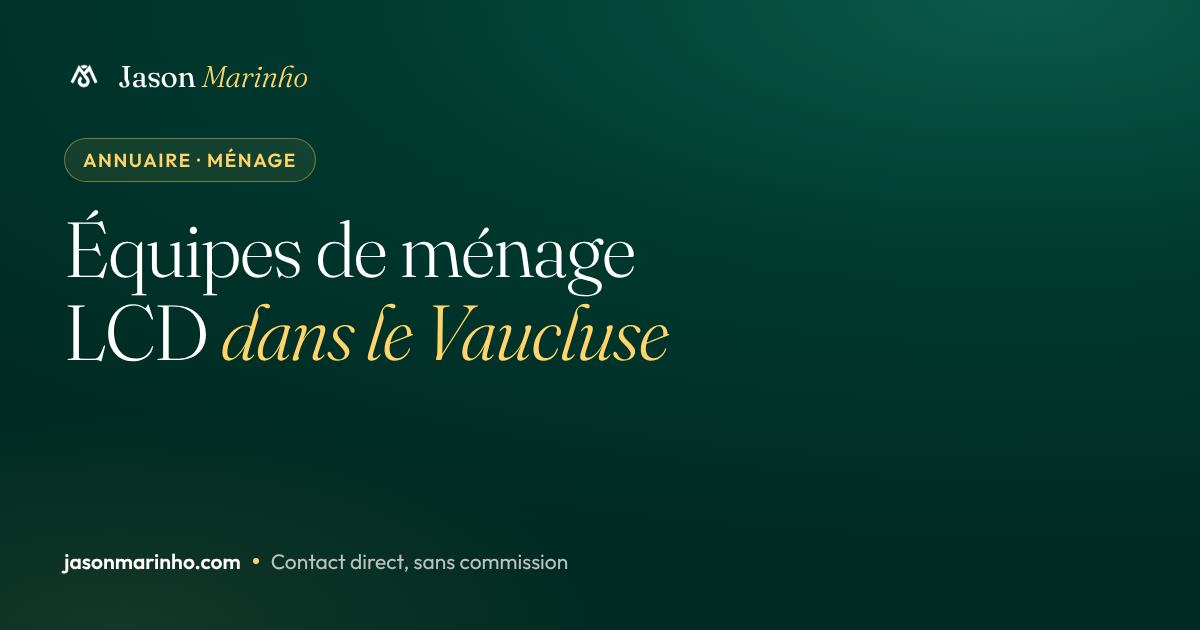 Jason Marinho
ANNUAIRE · MÉNAGE
Équipes de ménage
LCD dans le Vaucluse
jasonmarinho.com • Contact direct, sans commission